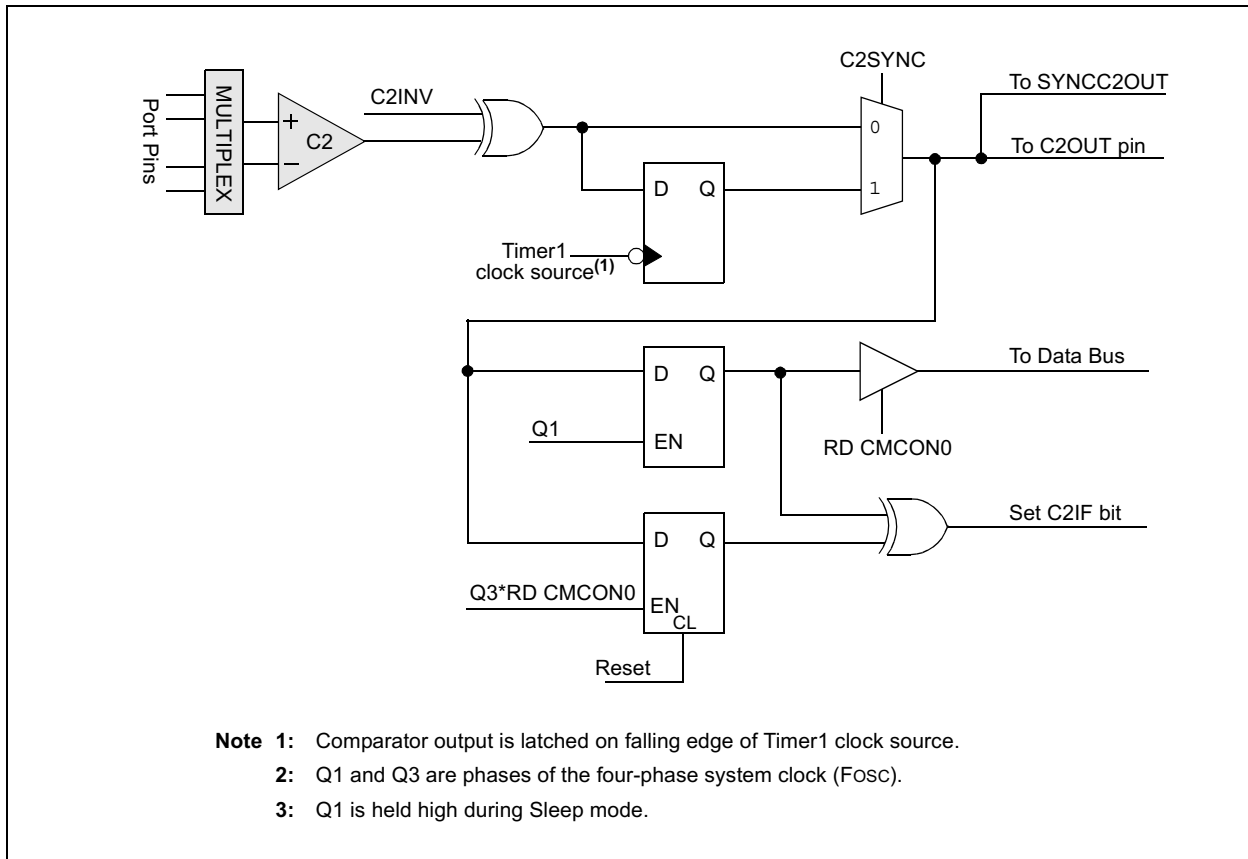 C2SYNC
To SYNCC2OUT
Port Pins
MULTIPLEX
C2INV
+
C2
−
0
To C2OUT pin
D Q
1
Timer1
clock source(1)
D Q
To Data Bus
Q1
EN
RD CMCON0
D Q
Set C2IF bit
Q3*RD CMCON0
EN
CL
Reset
Note 1: Comparator output is latched on falling edge of Timer1 clock source.
2: Q1 and Q3 are phases of the four-phase system clock (FOSC).
3: Q1 is held high during Sleep mode.